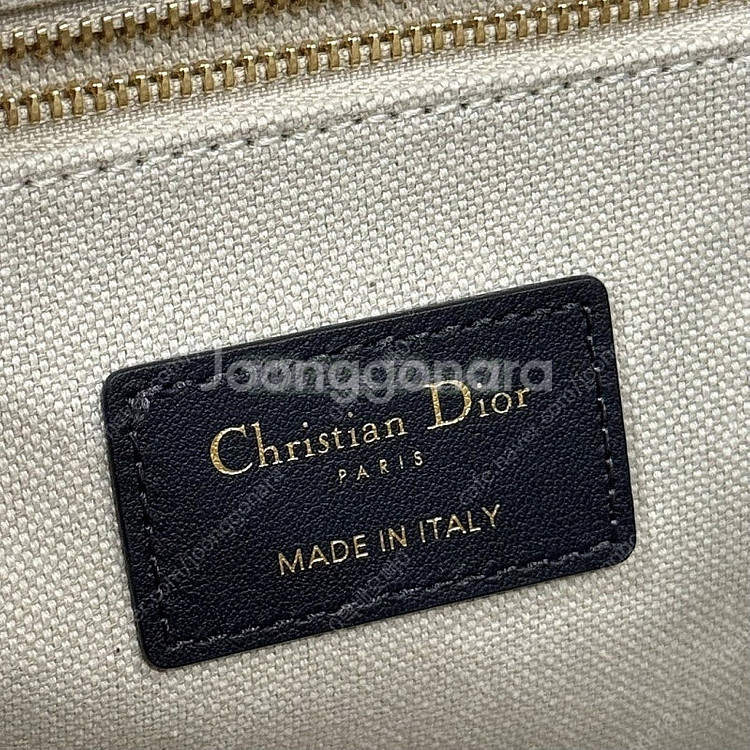 Joonggonara
Christian Dior
PARIS
MADE IN ITALY